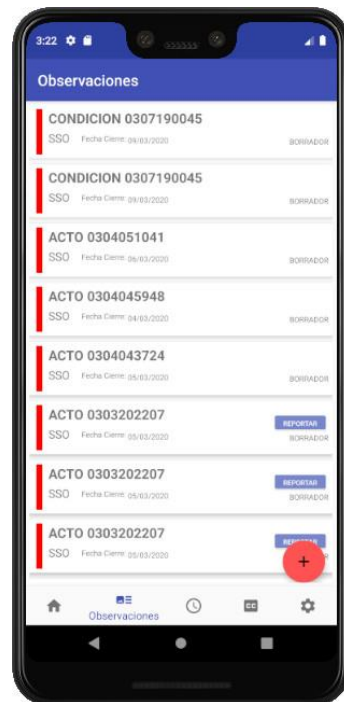 3:22
Observaciones
CONDICION 0307190045
SSO Fecha Cierre: 09/03/2020 BORRADOR
CONDICION 0307190045
SSO Fecha Cierre: 09/03/2020 BORRADOR
ACTO 0304051041
SSO Fecha Cierre: 06/03/2020 BORRADOR
ACTO 0304045948
SSO Fecha Cierre: 04/03/2020 BORRADOR
ACTO 0304043724
SSO Fecha Cierre: 05/03/2020 BORRADOR
ACTO 0303202207
REPORTAR
SSO Fecha Cierre: 05/03/2020 BORRADOR
ACTO 0303202207
REPORTAR
SSO Fecha Cierre: 05/03/2020 BORRADOR
ACTO 0303202207
SSO Fecha Cierre: 05/03/2020
+
CC
Observaciones